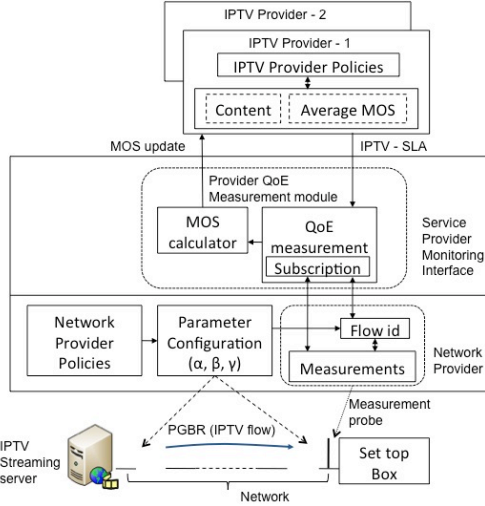 IPTV Provider - 2
IPTV Provider - 1
IPTV Provider Policies
Content
Average MOS
MOS update
IPTV - SLA
Provider QoE
Measurement module
MOS
calculator
QoE
measurement
Subscription
Service
Provider
Monitoring
Interface
Network
Provider
Policies
Parameter
Configuration
(α, β, γ)
Flow id
Measurements
Network
Provider
Measurement
probe
PGBR (IPTV flow)
IPTV
Streaming
server
Set top
Box
Network